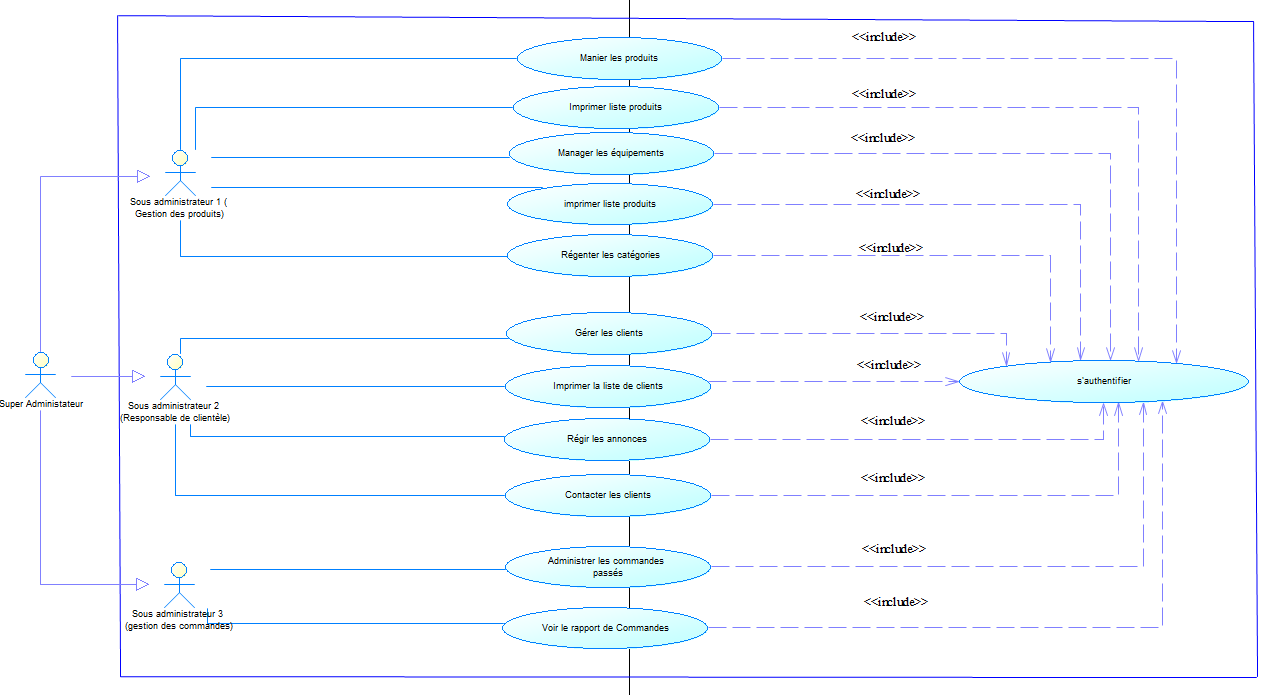 <<include>>
Manier les produits
<<include>>
Imprimer liste produits
<<include>>
Manager les équipements
<<include>>
imprimer liste produits
Sous administrateur 1 (
Gestion des produits)
<<include>>
Régenter les catégories
<<include>>
Gérer les clients
<<include>>
Imprimer la liste de clients
s'authentifier
Super Administateur
Sous administrateur 2
(Responsable de clientèle)
<<include>>
Régir les annonces
<<include>>
Contacter les clients
<<include>>
Administrer les commandes
passés
<<include>>
Sous administrateur 3
(gestion des commandes)
Voir le rapport de Commandes